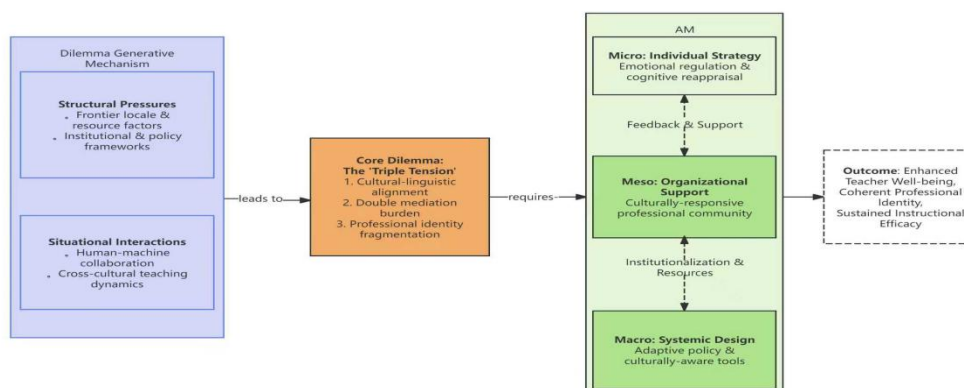 Dilemma Generative
Mechanism
Structural Pressures
• Frontier locale &
resource factors
• Institutional & policy
frameworks
Situational Interactions
• Human-machine
collaboration
• Cross-cultural teaching
dynamics
leads to
Core Dilemma:
The 'Triple Tension'
1. Cultural-linguistic
alignment
2. Double mediation
burden
3. Professional identity
fragmentation
requires
AM
Micro: Individual Strategy
Emotional regulation &
cognitive reappraisal
Feedback & Support
Meso: Organizational
Support
Culturally-responsive
professional community
Institutionalization &
Resources
Macro: Systemic Design
Adaptive policy &
culturally-aware tools
Outcome: Enhanced
Teacher Well-being,
Coherent Professional
Identity,
Sustained Instructional
Efficacy